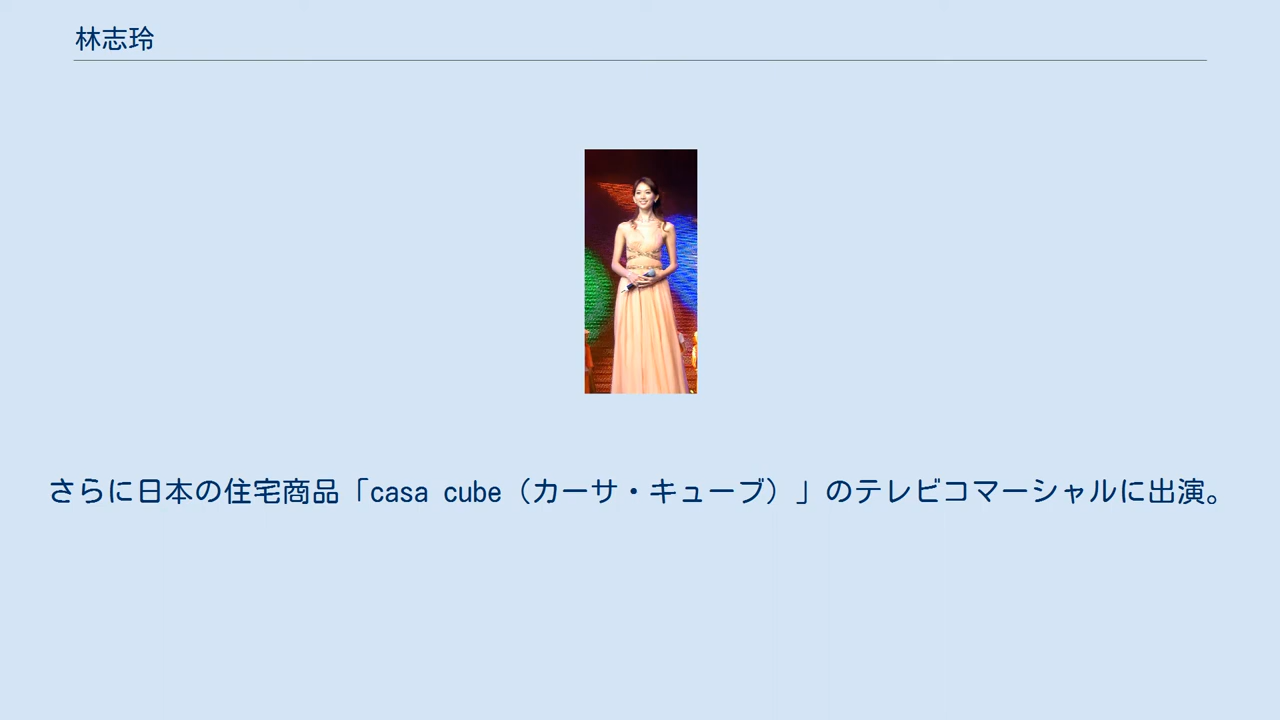 林志玲
さらに日本の住宅商品「casa cube（カーサ・キューブ）」のテレビコマーシャルに出演。